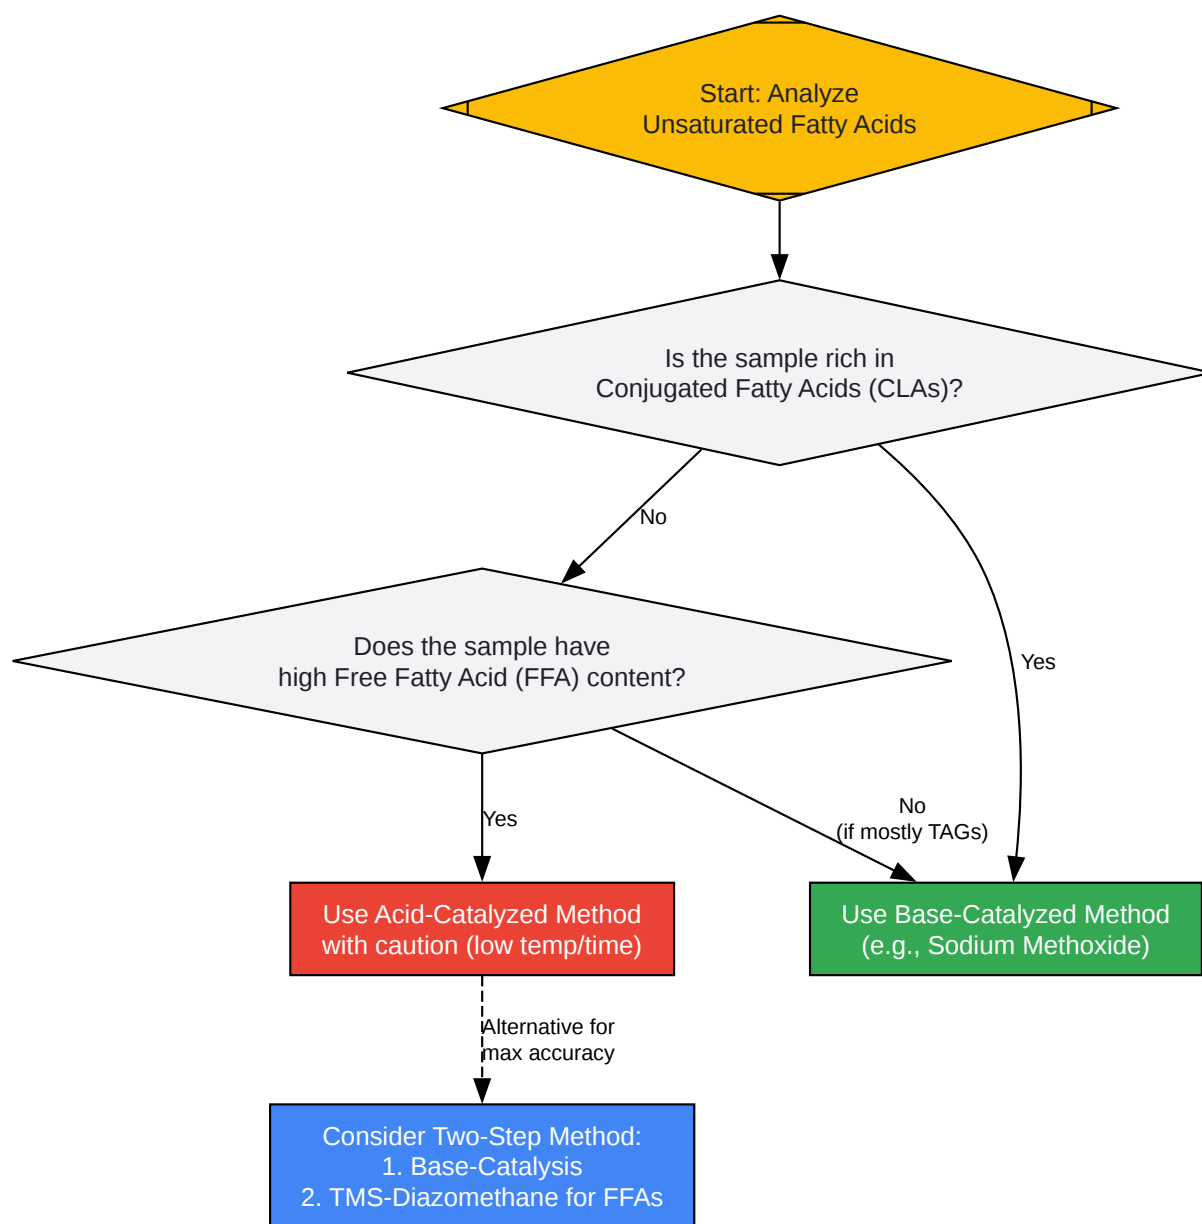 Start: Analyze
Unsaturated Fatty Acids
Is the sample rich in
Conjugated Fatty Acids (CLAs)?
No
Yes
Does the sample have
high Free Fatty Acid (FFA) content?
Yes
No
(if mostly TAGs)
Use Acid-Catalyzed Method
with caution (low temp/time)
Use Base-Catalyzed Method
(e.g., Sodium Methoxide)
Alternative for
max accuracy
Consider Two-Step Method:
1. Base-Catalysis
2. TMS-Diazomethane for FFAs